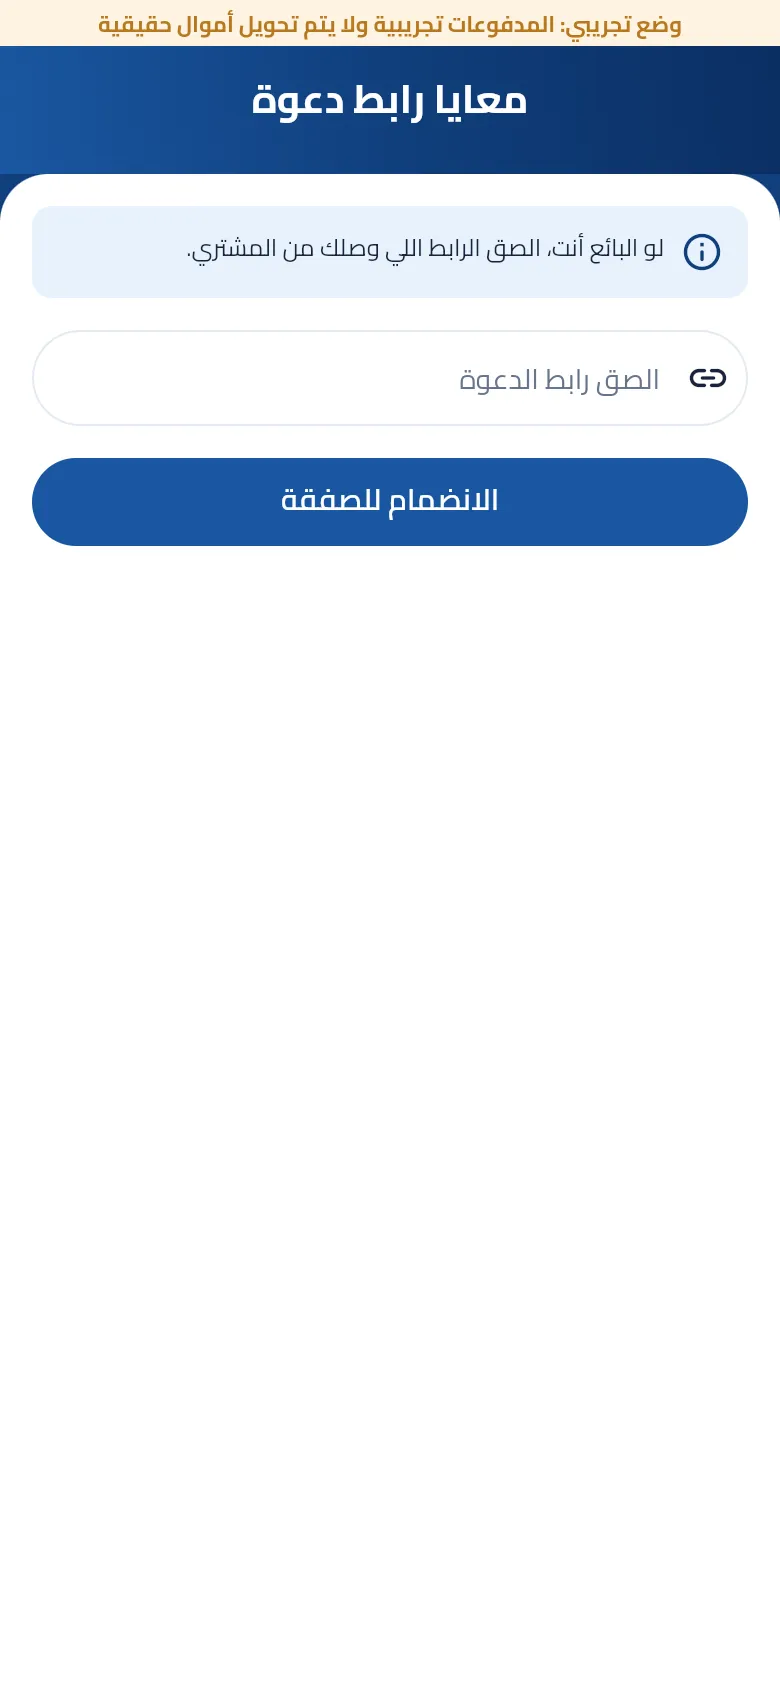 وضع تجريبي: المدفوعات تجريبية ولا يتم تحويل أموال حقيقية
معايا رابط دعوة
لو البائع أنت، الصق الرابط اللي وصلك من المشتري.
الصق رابط الدعوة
الانضمام للصفقة